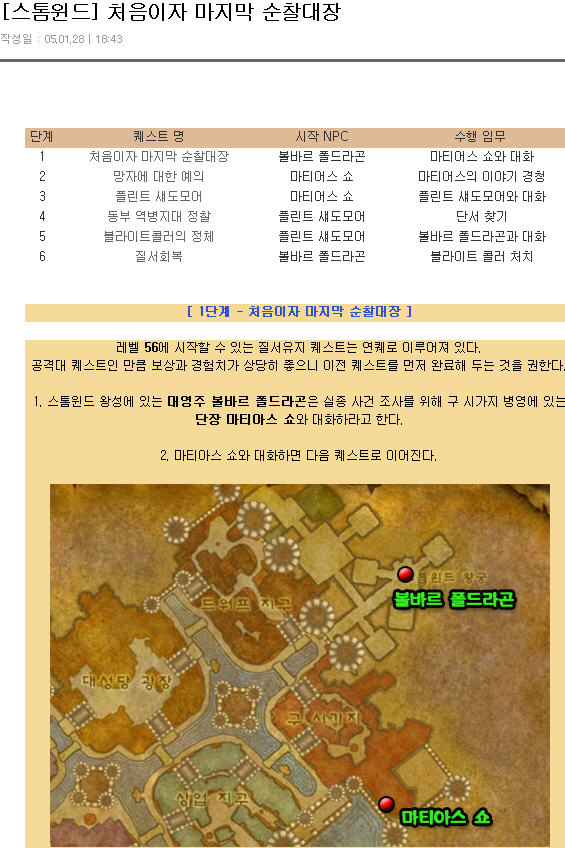 [스톰윈드] 처음이자 마지막 순찰대장
작성일 : 05.01.28 | 18:43
단계 퀘스트 명 시작 NPC 수행 임무
1 처음이자 마지막 순찰대장 볼바르 폴드라곤 마티어스 쇼와 대화
2 망자에 대한 예의 마티어스 쇼 마티어스의 이야기 경청
3 플린트 섀도모어 마티어스 쇼 플린트 섀도모어와 대화
4 동부 역병지대 정찰 플린트 섀도모어 단서 찾기
5 블라이트콜러의 정체 플린트 섀도모어 볼바르 폴드라곤과 대화
6 질서회복 볼바르 폴드라곤 블라이트 콜러 처치
[ 1단계 - 처음이자 마지막 순찰대장 ]
레벨 56에 시작할 수 있는 질서유지 퀘스트는 연퀘로 이루어져 있다.
공격대 퀘스트인 만큼 보상과 경험치가 상당히 좋으니 이전 퀘스트를 먼저 완료해 두는 것을 권한다.
1. 스톰윈드 왕성에 있는 대영주 볼바르 폴드라곤은 실종 사건 조사를 위해 구 시가지 병영에 있는
단장 마티아스 쇼와 대화하라고 한다.
2. 마티아스 쇼와 대화하면 다음 퀘스트로 이어진다.
스톰윈드 왕궁
볼바르 폴드라곤
드워프 지구
대성당 광장
구 시가지
상업 지구
마티아스 쇼